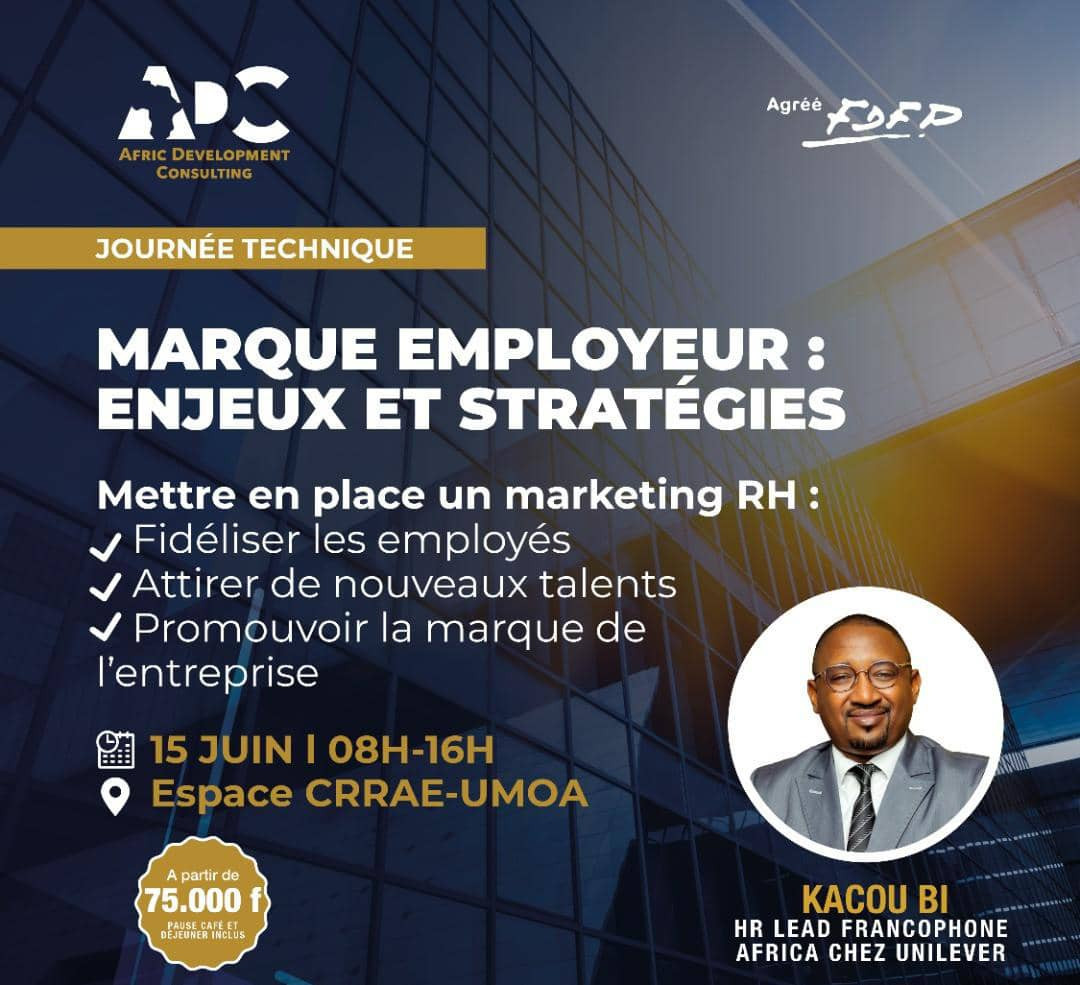 ADC
AFRIC DEVELOPMENT
CONSULTING
Agréé FDFP
JOURNÉE TECHNIQUE
MARQUE EMPLOYEUR :
ENJEUX ET STRATÉGIES
Mettre en place un marketing RH :
Fidéliser les employés
Attirer de nouveaux talents
Promouvoir la marque de
l'entreprise
15 JUIN l 08H-16H
Espace CRRAE-UMOA
A partir de
75.000 f
PAUSE CAFÉ ET
DÉJEUNER INCLUS
KACOU BI
HR LEAD FRANCOPHONE
AFRICA CHEZ UNILEVER